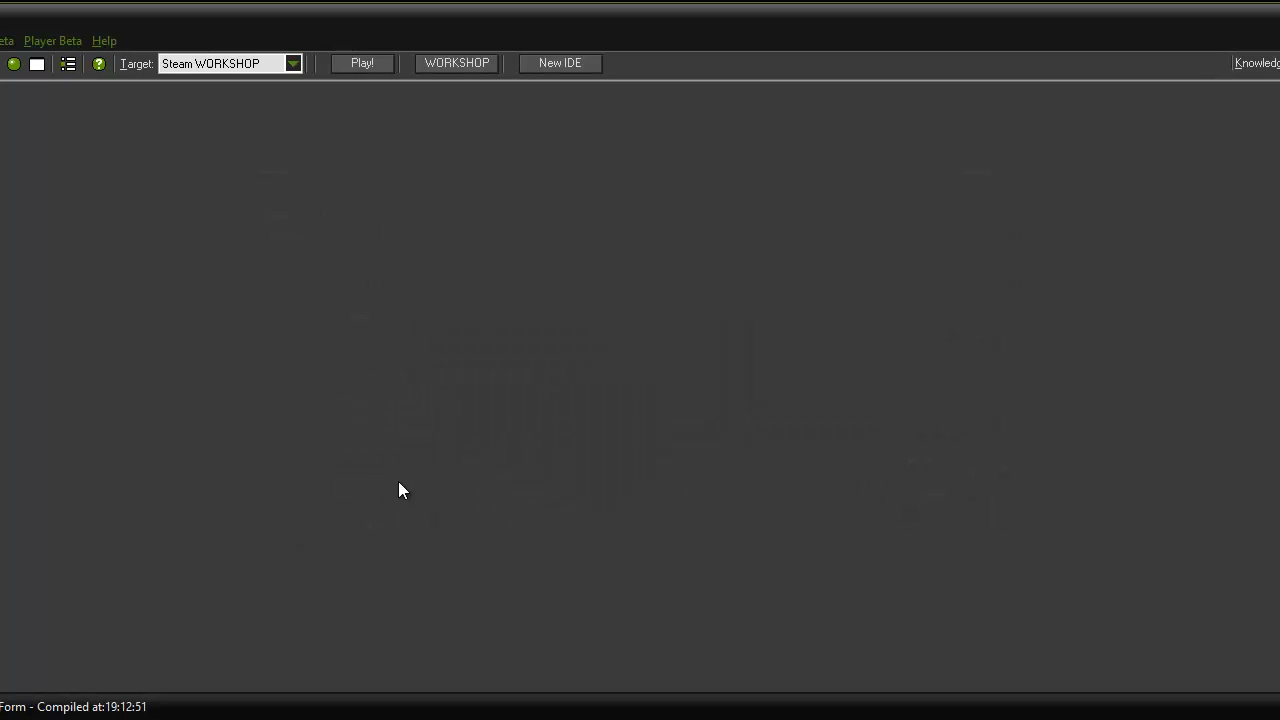 eta Player Beta Help
Target: Steam WORKSHOP Play! WORKSHOP New IDE Knowledg
Form - Compiled at:19:12:51